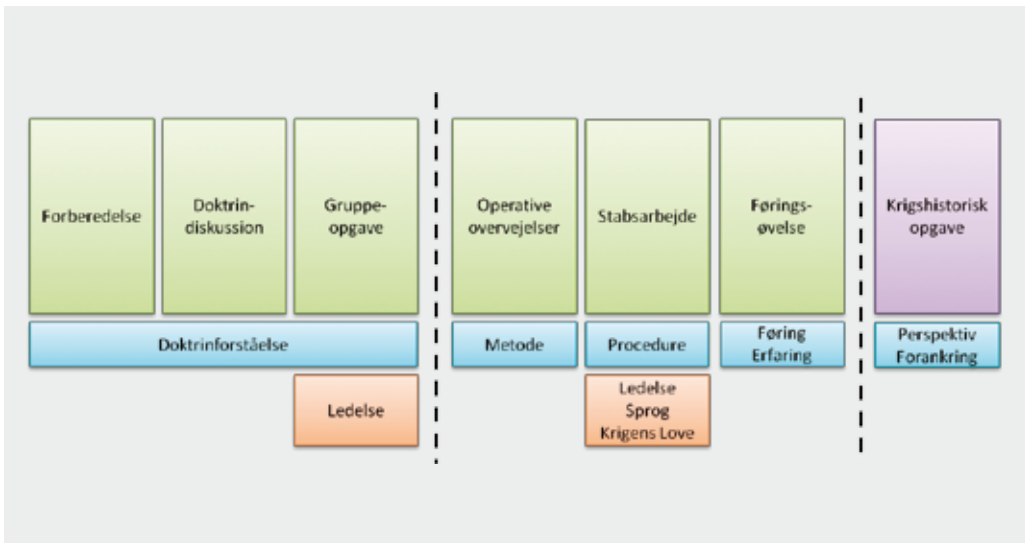 Forberedelse
Doktrin-
diskussion
Gruppe-
opgave
Operative
overvejelser
Stabsarbejde
Førings-
øvelse
Krigshistorisk
opgave
Doktrinforståelse
Metode
Procedure
Føring
Erfaring
Perspektiv
Forankring
Ledelse
Ledelse
Sprog
Krigens Love